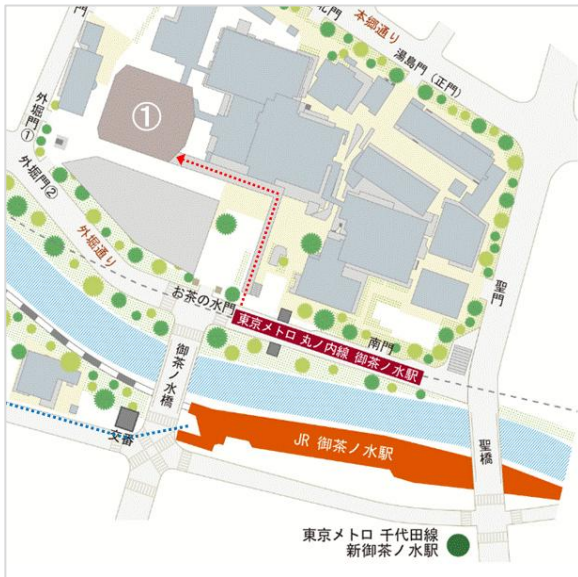 北門
本郷通り
湯島門（正門）
門
①
外堀門①
外堀門②
外堀通り
お茶の水門
聖門
東京メトロ 丸ノ内線 御茶ノ水駅
南門
御茶ノ水橋
交番
JR 御茶ノ水駅
聖橋
東京メトロ 千代田線
新御茶ノ水駅